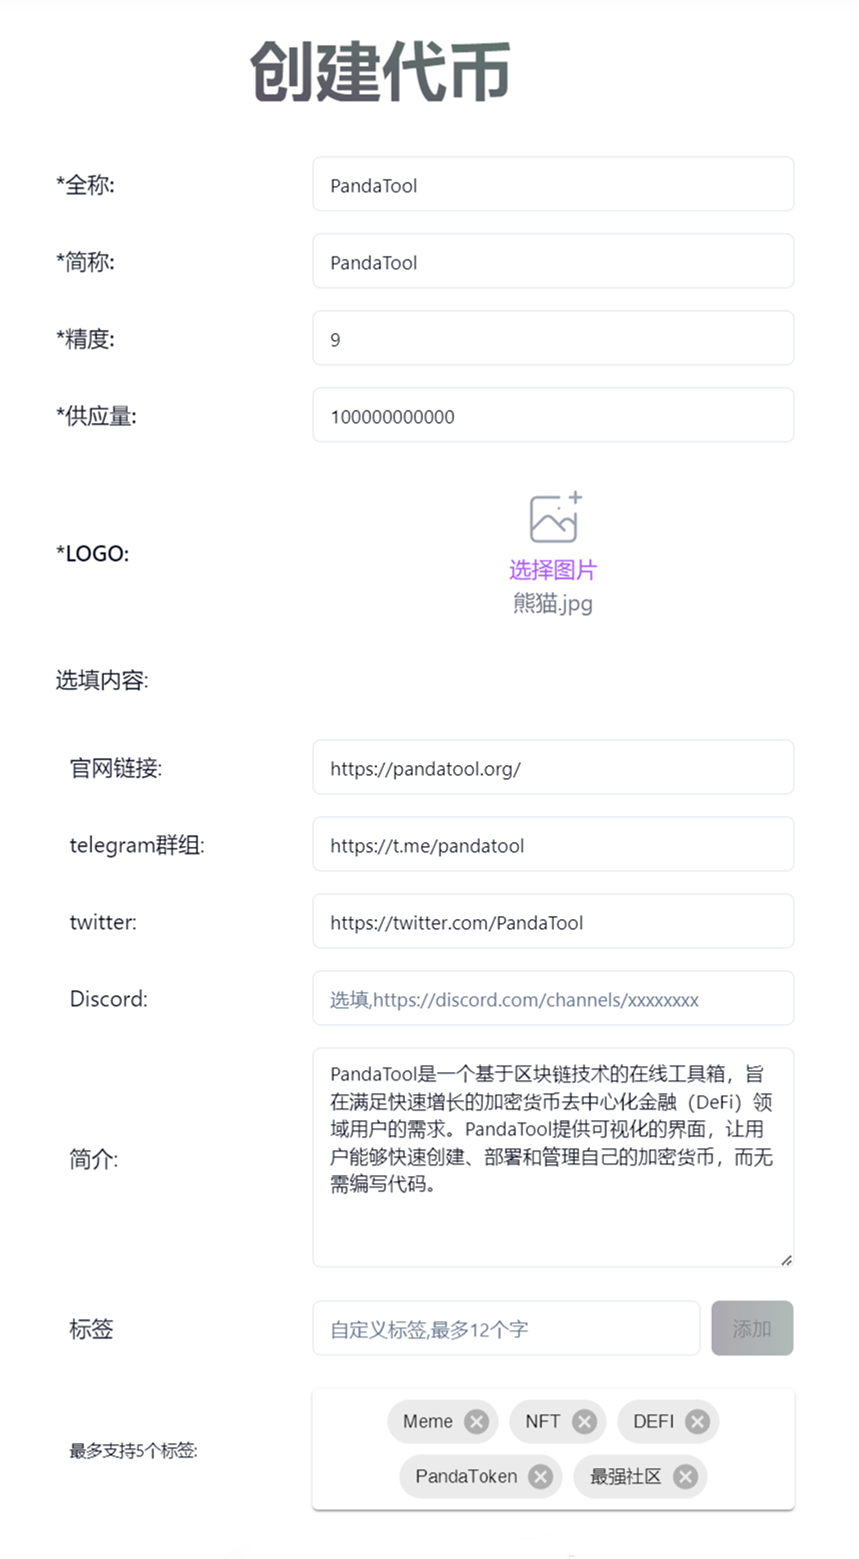 创建代币
*全称:
PandaTool
*简称:
PandaTool
*精度:
9
*供应量:
100000000000
*LOGO:
选择图片
熊猫.jpg
选填内容:
官网链接:
https://pandatool.org/
telegram群组:
https://t.me/pandatool
twitter:
https://twitter.com/PandaTool
Discord:
选填,https://discord.com/channels/xxxxxxxx
简介:
PandaTool是一个基于区块链技术的在线工具箱，旨
在满足快速增长的加密货币去中心化金融（DeFi）领
域用户的需求。PandaTool提供可视化的界面，让用
户能够快速创建、部署和管理自己的加密货币，而无
需编写代码。
标签
自定义标签,最多12个字
添加
最多支持5个标签:
Meme NFT DEFI
PandaToken 最强社区